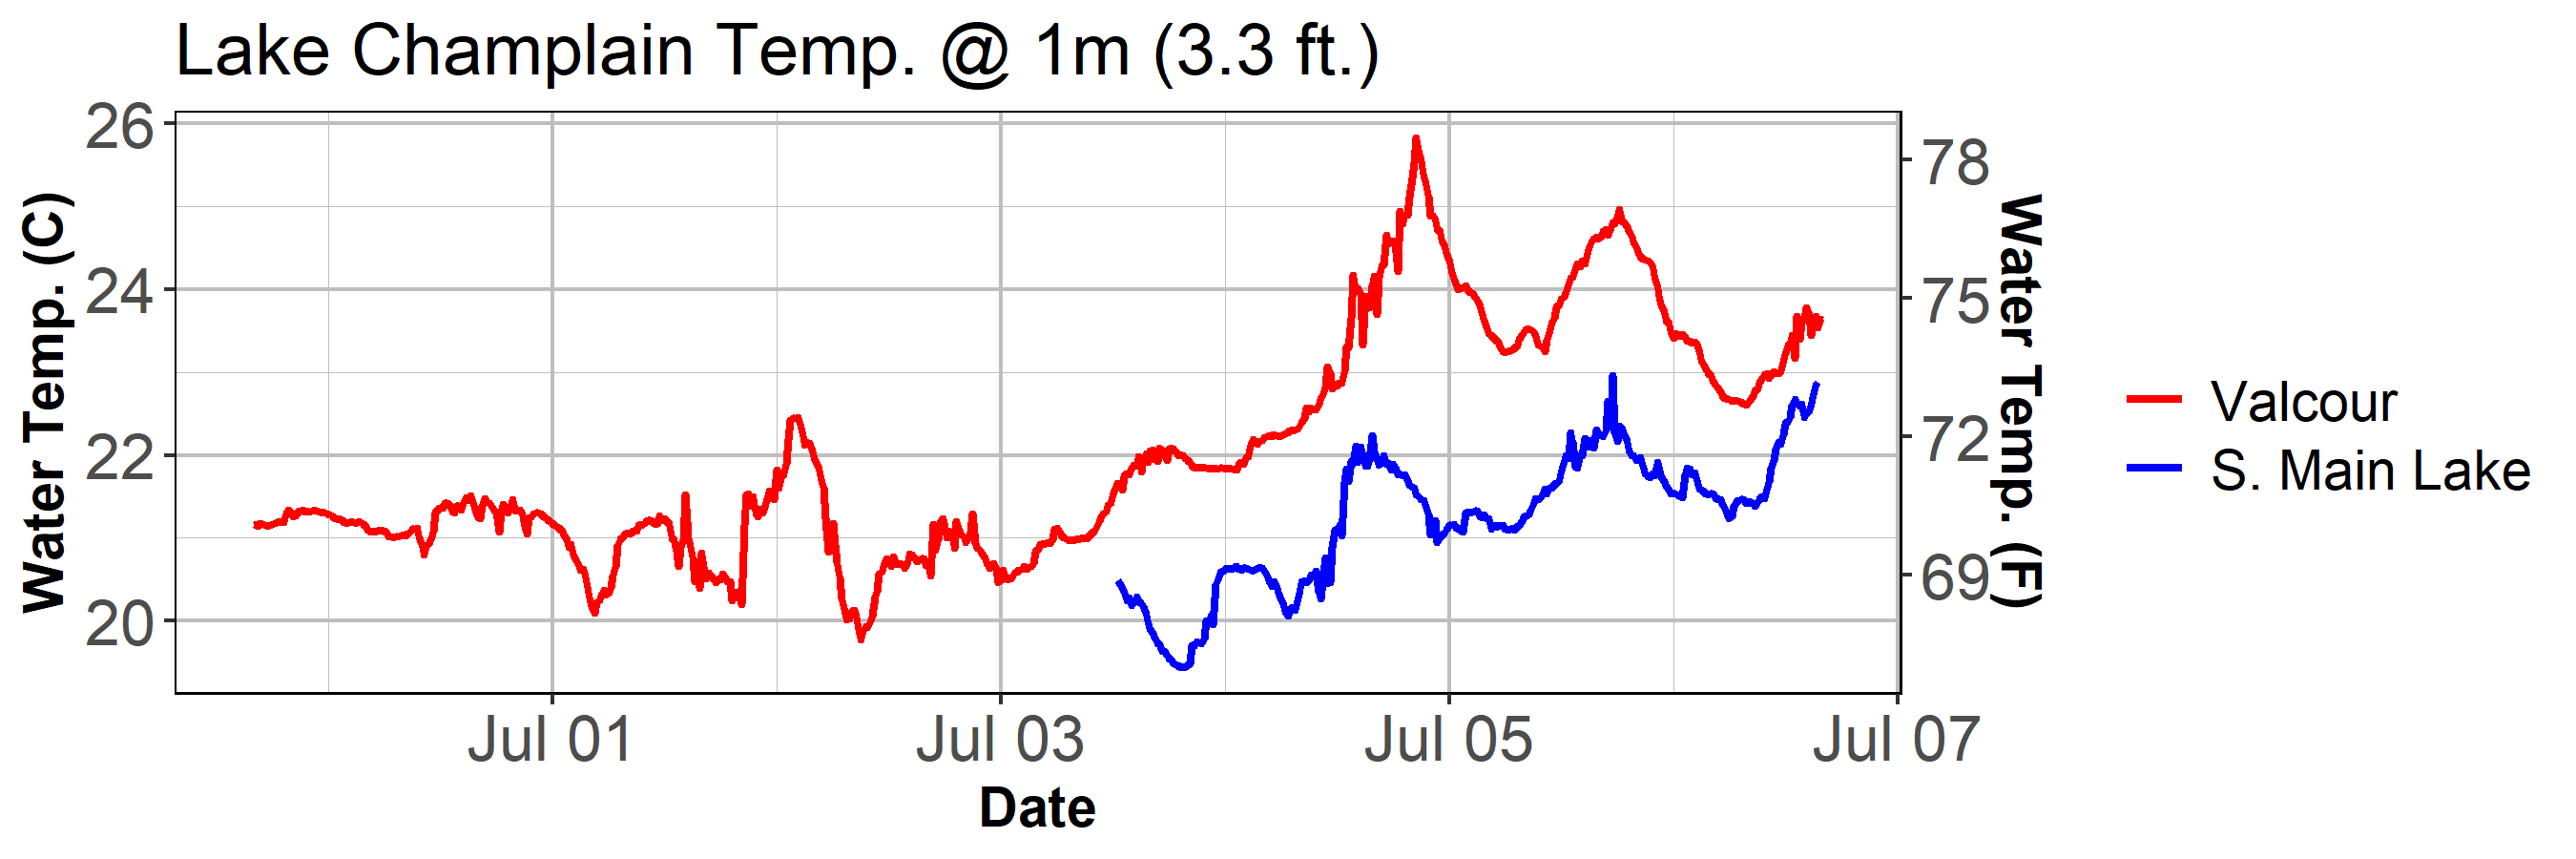 Lake Champlain Temp. @ 1m (3.3 ft.)
Water Temp. (C)
26
24
22
20
78
75
72
69
Water Temp. (F)
Jul 01
Jul 03
Jul 05
Jul 07
Date
Valcour
S. Main Lake